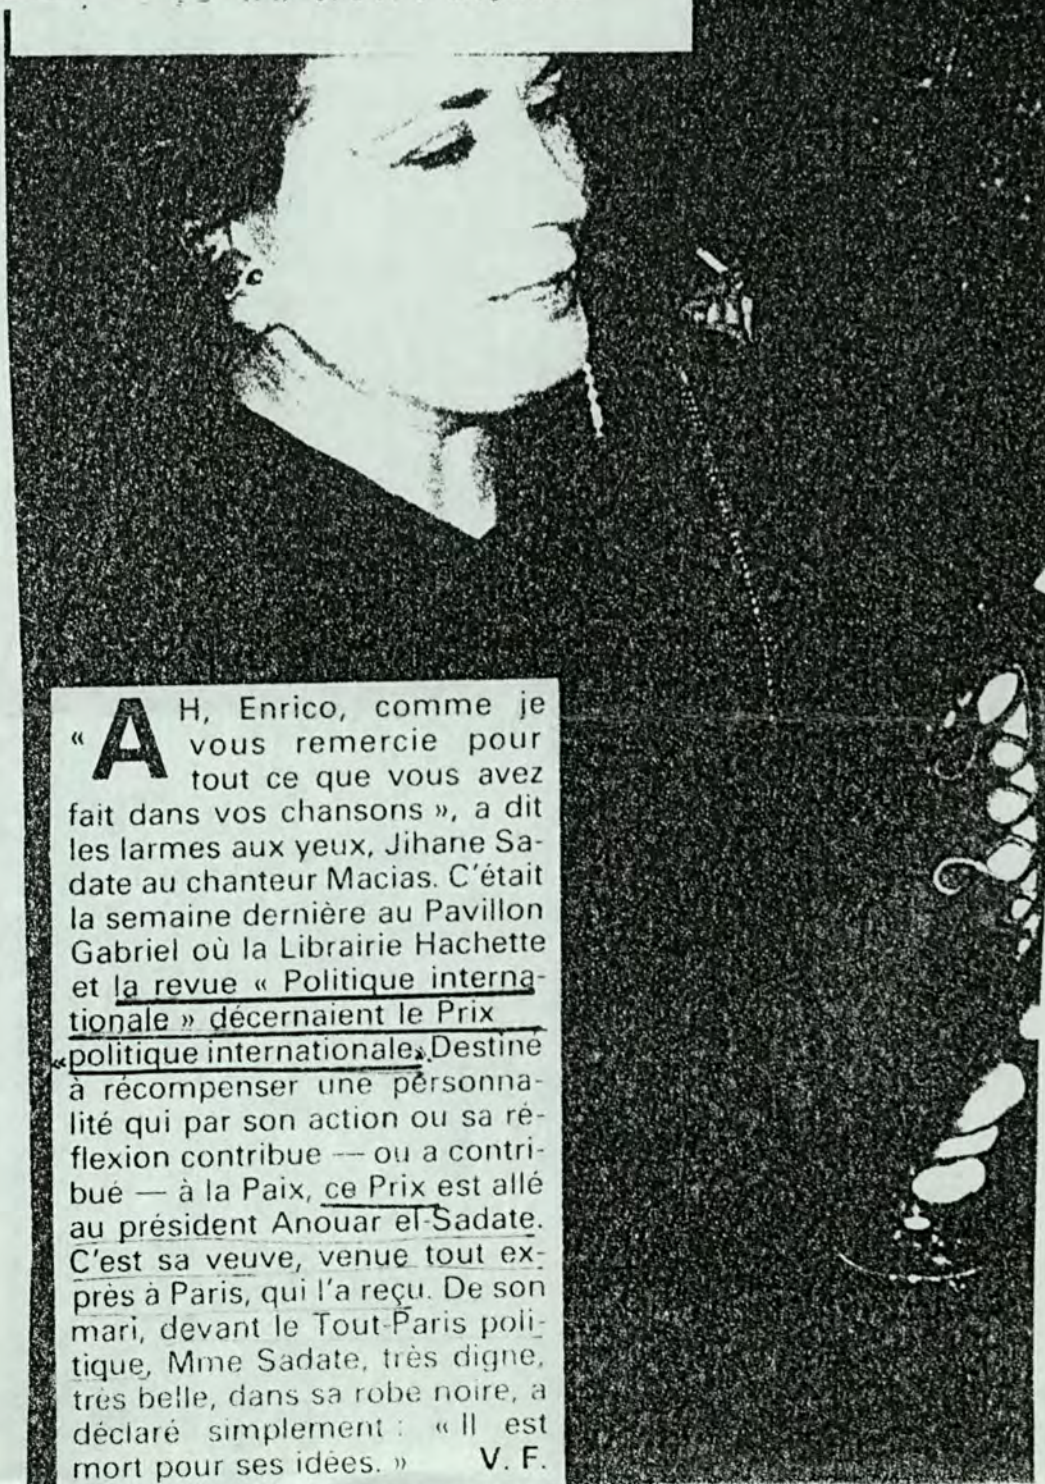 « AH, Enrico, comme je
vous remercie pour
tout ce que vous avez
fait dans vos chansons », a dit
les larmes aux yeux, Jihane Sa-
date au chanteur Macias. C'était
la semaine dernière au Pavillon
Gabriel où la Librairie Hachette
et la revue « Politique interna-
tionale » décernaient le Prix
« politique internationale». Destiné
à récompenser une personna-
lité qui par son action ou sa ré-
flexion contribue — ou a contri-
bué — à la Paix, ce Prix est allé
au président Anouar el-Sadate.
C'est sa veuve, venue tout ex-
près à Paris, qui l'a reçu. De son
mari, devant le Tout-Paris poli-
tique, Mme Sadate, très digne,
très belle, dans sa robe noire, a
déclaré simplement : « Il est
mort pour ses idées. » V. F.